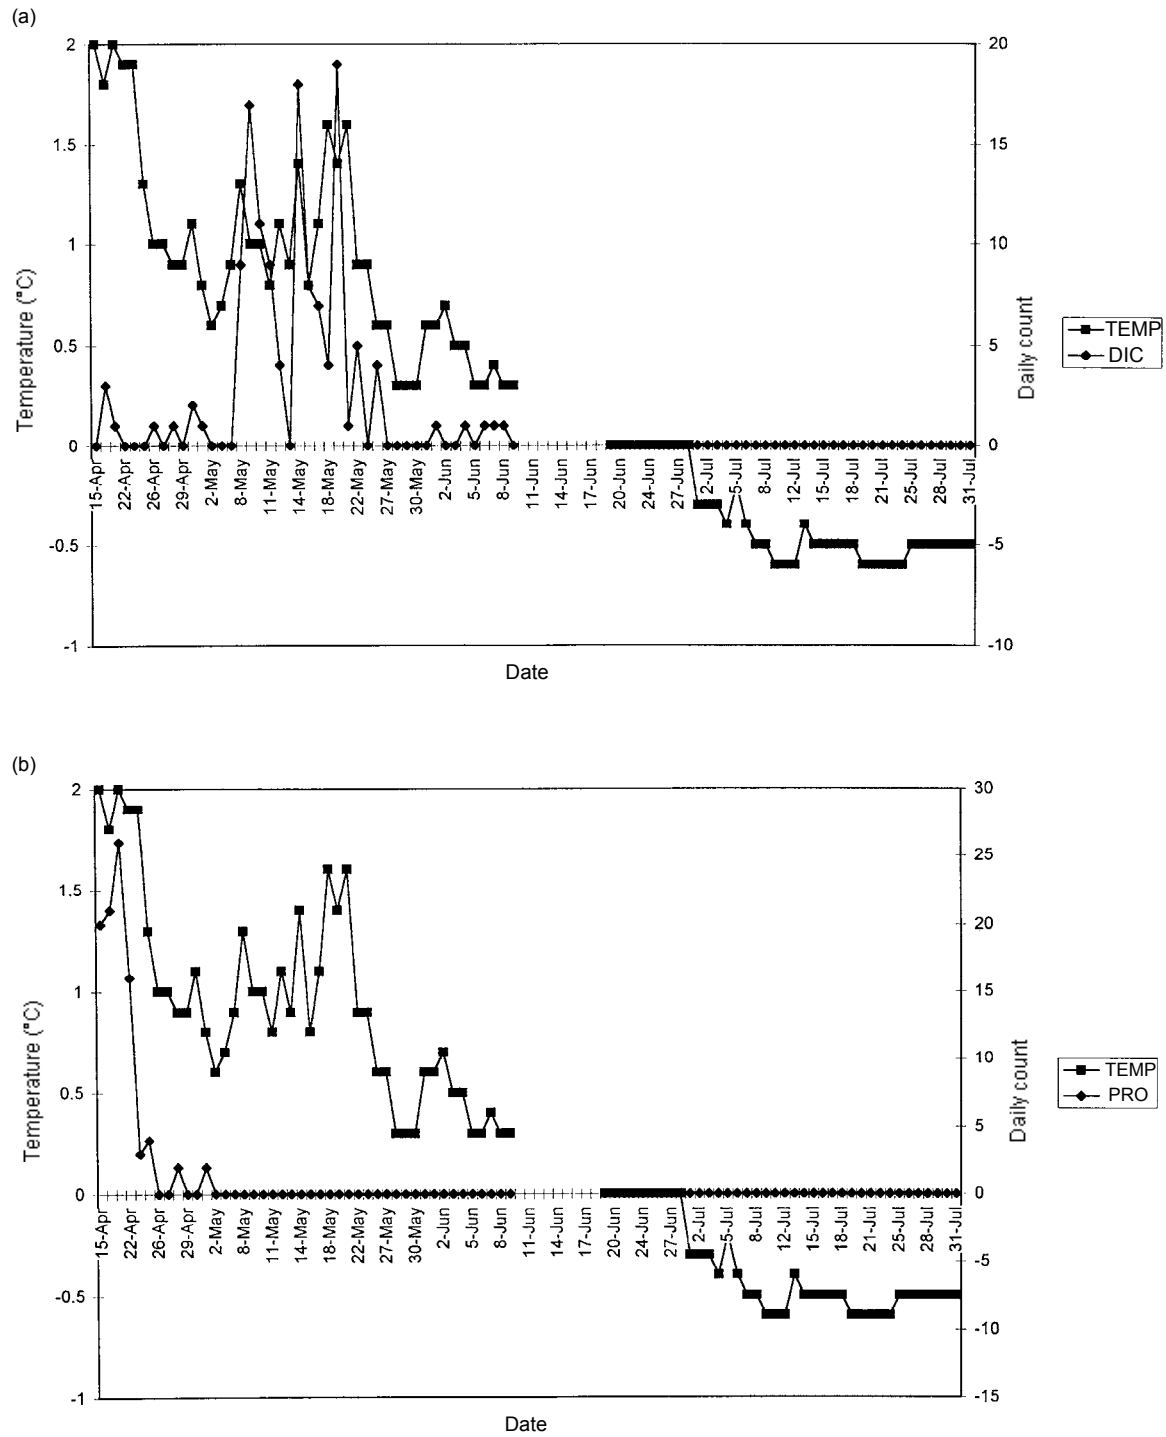 (a)
2
1.5
1
0.5
0
-0.5
-1
Temperature (°C)
20
15
10
5
0
-5
-10
Daily count
TEMP
DIC
15-Apr
22-Apr
26-Apr
29-Apr
2-May
8-May
11-May
14-May
18-May
22-May
27-May
30-May
2-Jun
5-Jun
8-Jun
11-Jun
14-Jun
17-Jun
20-Jun
24-Jun
27-Jun
2-Jul
5-Jul
8-Jul
12-Jul
15-Jul
18-Jul
21-Jul
25-Jul
28-Jul
31-Jul
Date
(b)
2
1.5
1
0.5
0
-0.5
-1
Temperature (°C)
30
25
20
15
10
5
0
-5
-10
-15
Daily count
TEMP
PRO
15-Apr
22-Apr
26-Apr
29-Apr
2-May
8-May
11-May
14-May
18-May
22-May
27-May
30-May
2-Jun
5-Jun
8-Jun
11-Jun
14-Jun
17-Jun
20-Jun
24-Jun
27-Jun
2-Jul
5-Jul
8-Jul
12-Jul
15-Jul
18-Jul
21-Jul
25-Jul
28-Jul
31-Jul
Date